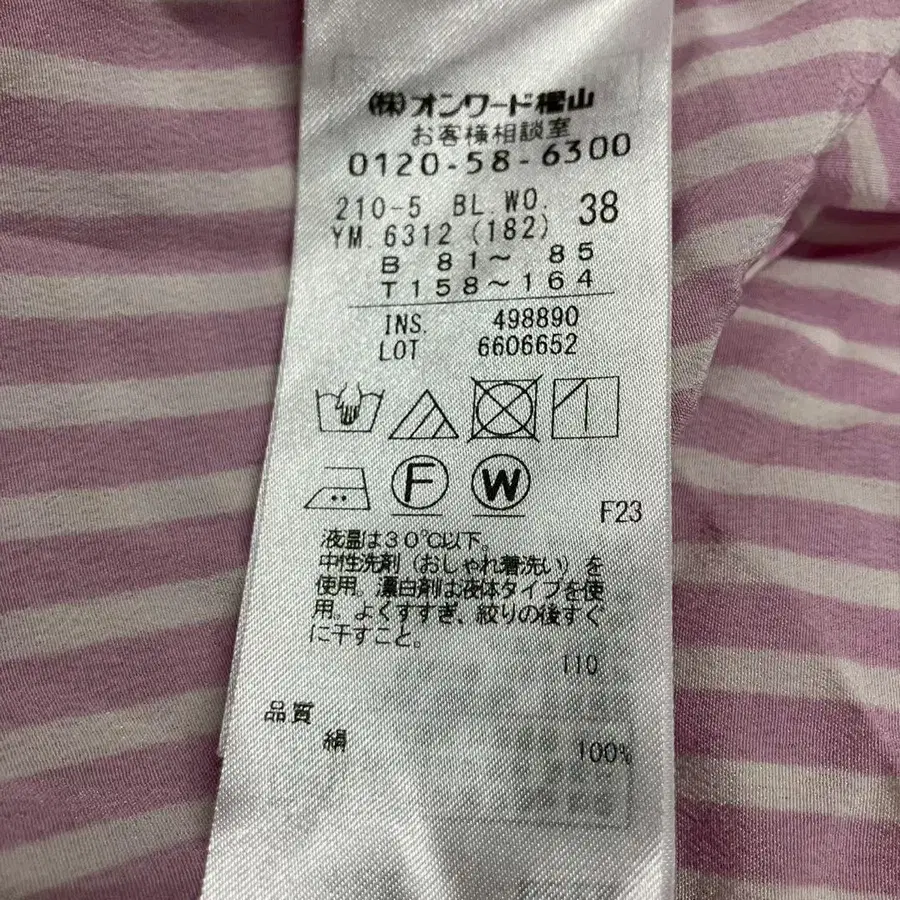 ㈱オンワード樫山
お客様相談室
0120-58-6300
210-5 BL.WO. 38
YM.6312 (182)
B 81～ 85
T158～164
INS. 498890
LOT 6606652
F
W
F23
液温は30℃以下。
中性洗剤（おしゃれ着洗い）を
使用。漂白剤は液体タイプを使
用。よくすすぎ、絞りの後すぐ
に干すこと。
110
品質
絹 100%